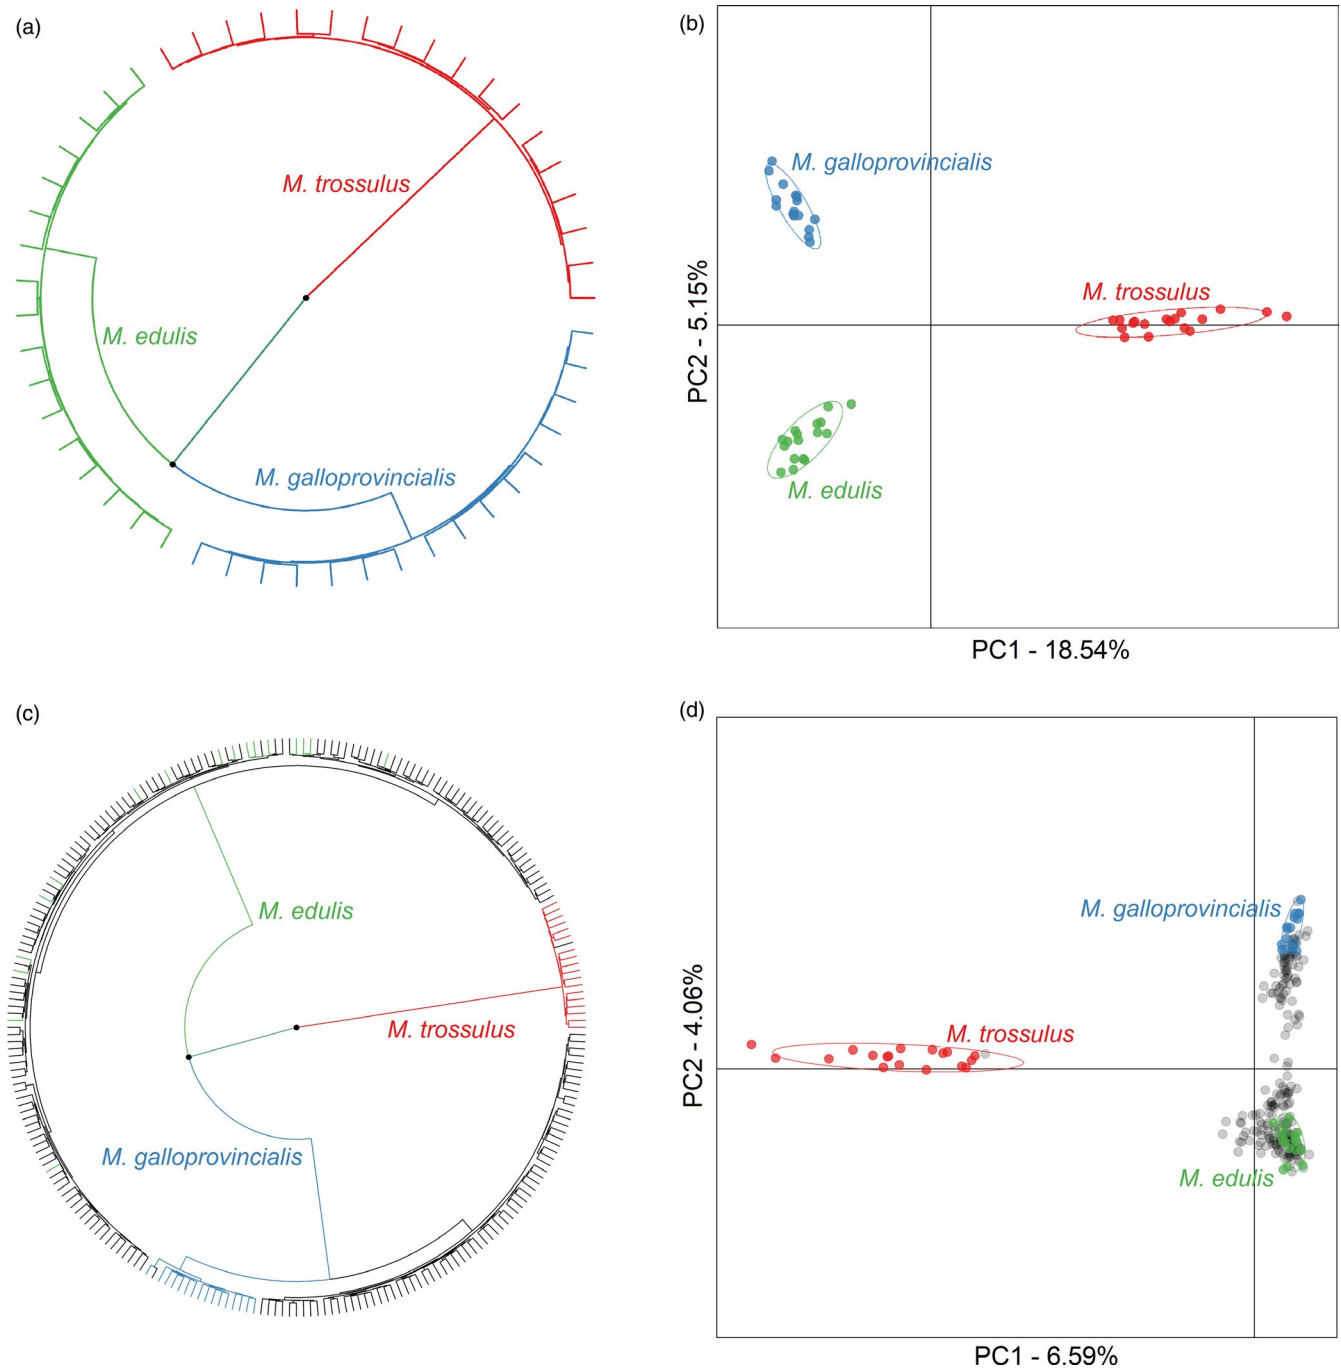 (a)
M. trossulus
M. edulis
M. galloprovincialis
(b)
M. galloprovincialis
M. trossulus
M. edulis
PC2 - 5.15%
PC1 - 18.54%
(c)
M. edulis
M. trossulus
M. galloprovincialis
(d)
M. galloprovincialis
M. trossulus
M. edulis
PC2 - 4.06%
PC1 - 6.59%